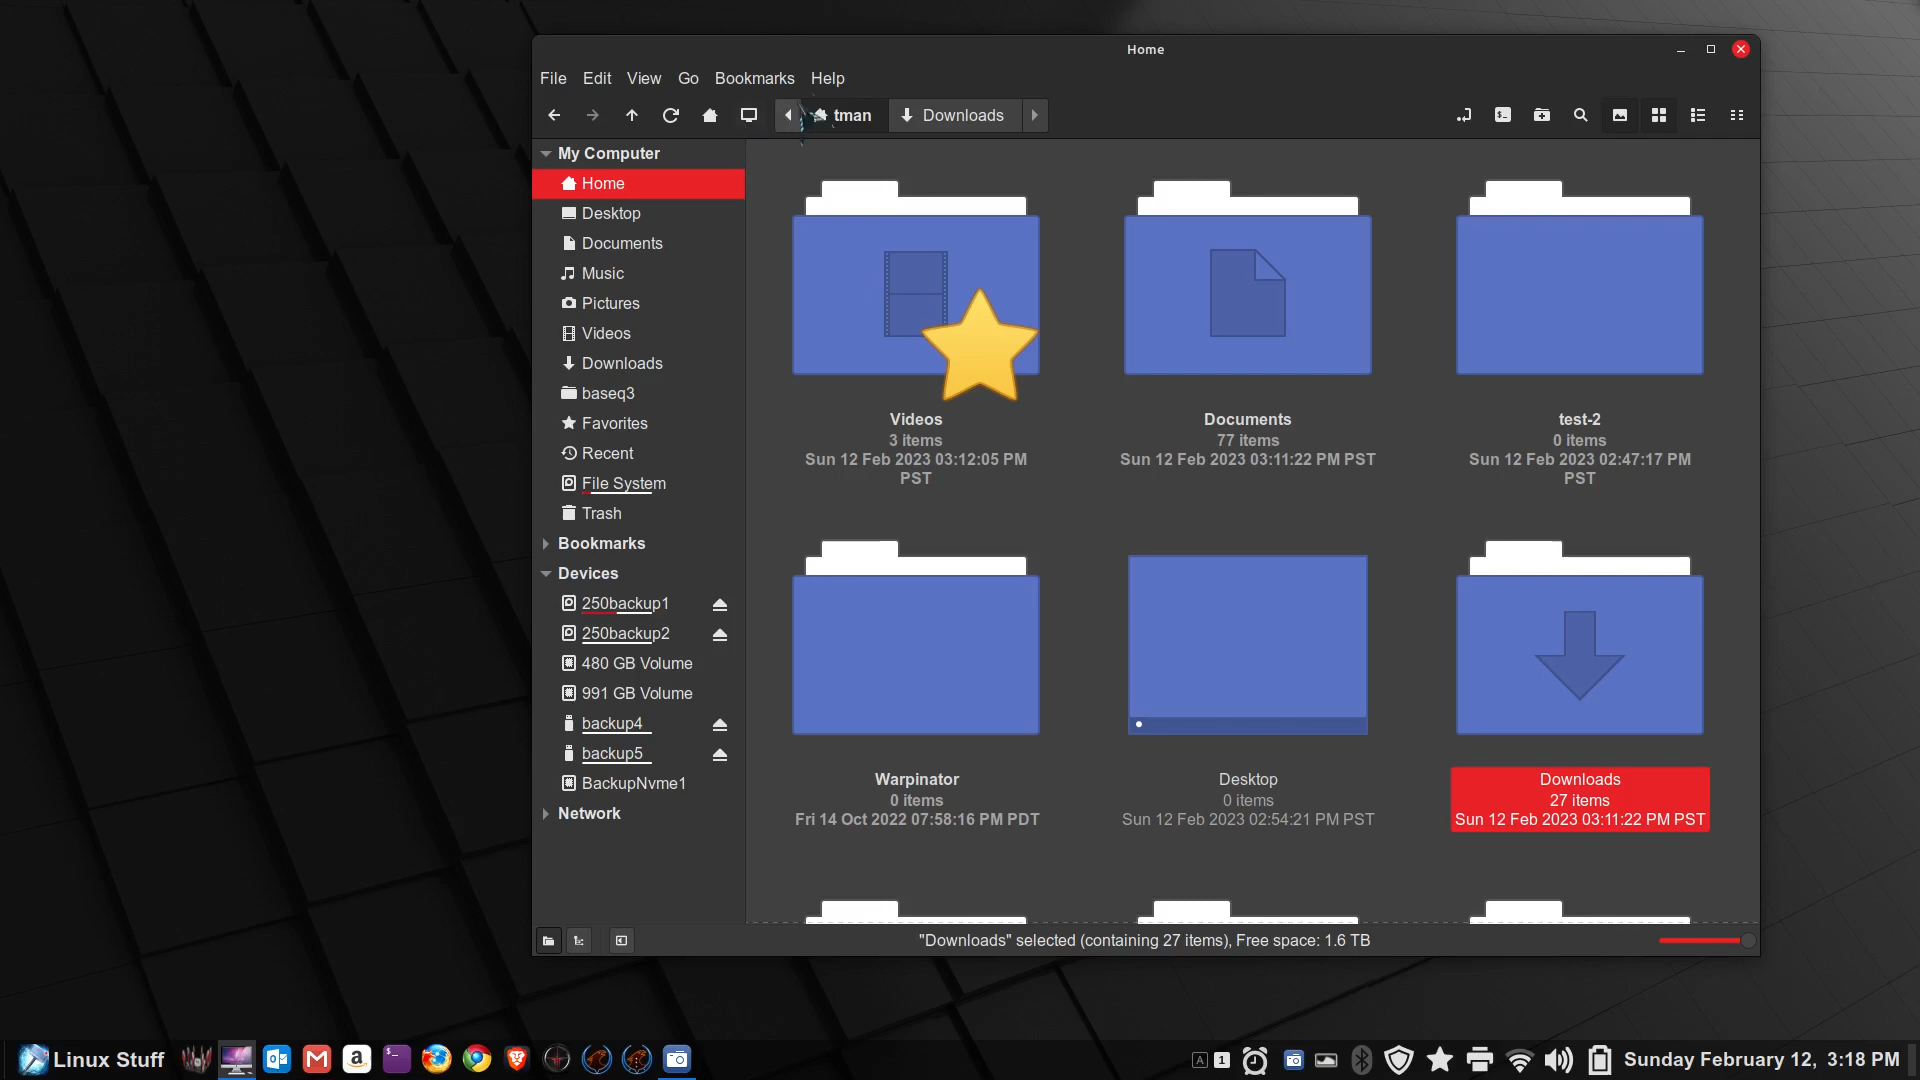 Home
File Edit View Go Bookmarks Help
tman Downloads
My Computer
Home
Desktop
Documents
Music
Pictures
Videos
Downloads
baseq3
Favorites
Recent
File System
Trash
Bookmarks
Devices
250backup1
250backup2
480 GB Volume
991 GB Volume
backup4
backup5
BackupNvme1
Network
Videos
3 items
Sun 12 Feb 2023 03:12:05 PM
PST
Documents
77 items
Sun 12 Feb 2023 03:11:22 PM PST
test-2
0 items
Sun 12 Feb 2023 02:47:17 PM
PST
Warpinator
0 items
Fri 14 Oct 2022 07:58:16 PM PDT
Desktop
0 items
Sun 12 Feb 2023 02:54:21 PM PST
Downloads
27 items
Sun 12 Feb 2023 03:11:22 PM PST
"Downloads" selected (containing 27 items), Free space: 1.6 TB
Linux Stuff
A 1
Sunday February 12, 3:18 PM